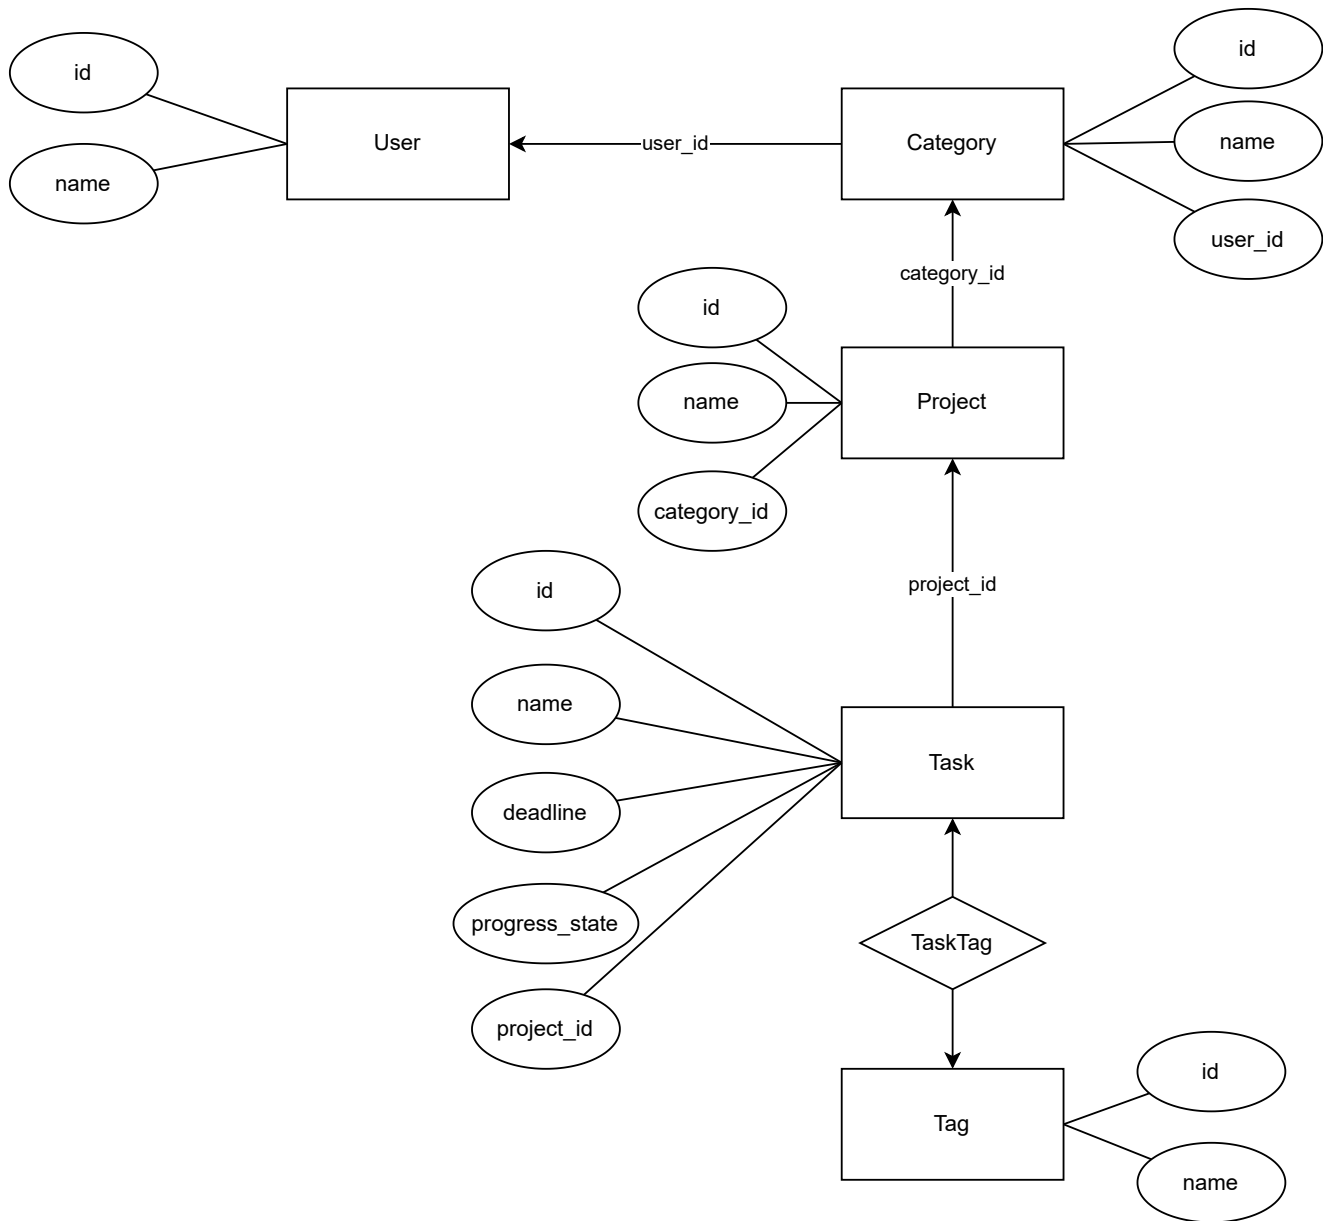 id
name
User
user_id
Category
id
name
user_id
category_id
id
name
category_id
Project
project_id
id
name
deadline
progress_state
project_id
Task
TaskTag
Tag
id
name